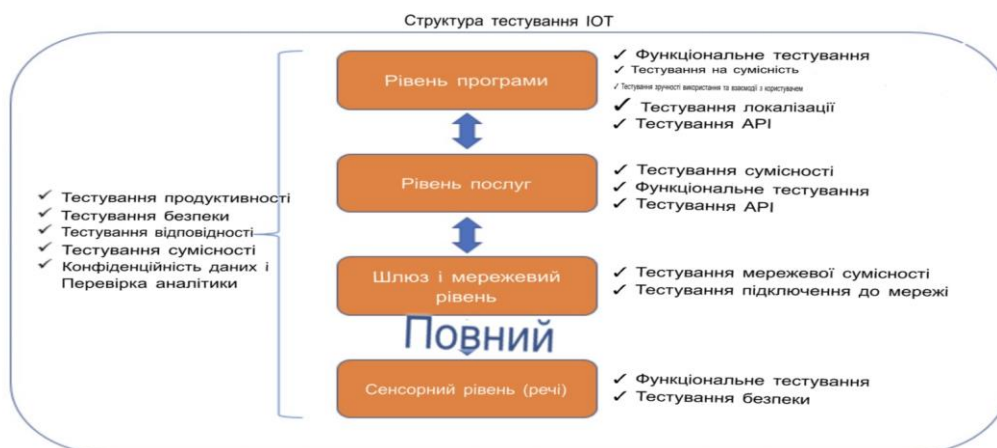 Структура тестування IOT
Рівень програми
✓ Функціональне тестування
✓ Тестування на сумісність
✓ Тестування зручності використання та взаємодії з користувачем
✓ Тестування локалізації
✓ Тестування API
Рівень послуг
✓ Тестування сумісності
✓ Функціональне тестування
✓ Тестування API
✓ Тестування продуктивності
✓ Тестування безпеки
✓ Тестування відповідності
✓ Тестування сумісності
✓ Конфіденційність даних і
Перевірка аналітики
Шлюз і мережевий
рівень
✓ Тестування мережевої сумісності
✓ Тестування підключення до мережі
Повний
Сенсорний рівень (речі)
✓ Функціональне тестування
✓ Тестування безпеки